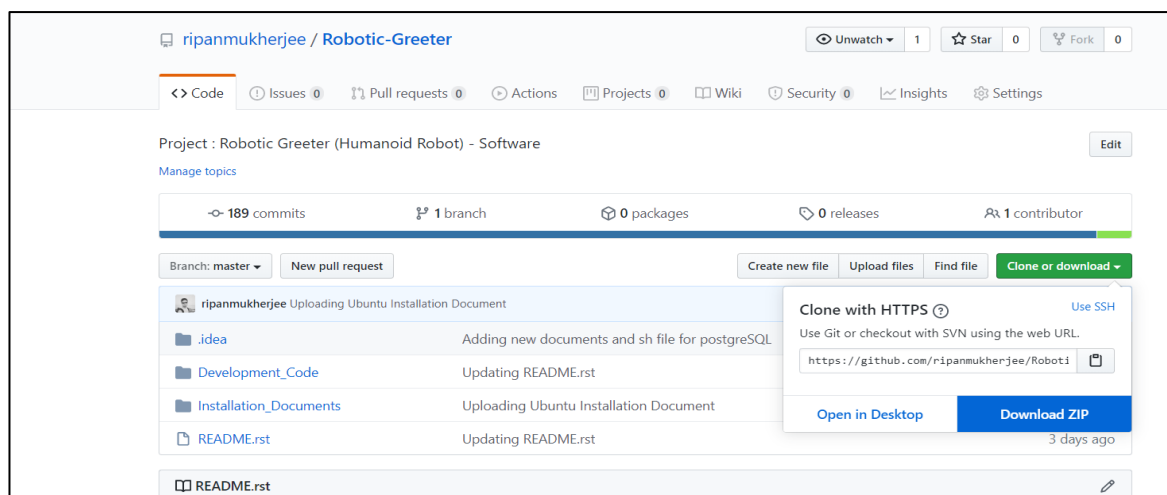 ripanmukherjee / Robotic-Greeter
Unwatch 1 Star 0 Fork 0
<> Code Issues 0 Pull requests 0 Actions Projects 0 Wiki Security 0 Insights Settings
Project : Robotic Greeter (Humanoid Robot) - Software Edit
Manage topics
189 commits 1 branch 0 packages 0 releases 1 contributor
Branch: master New pull request Create new file Upload files Find file Clone or download
ripanmukherjee Uploading Ubuntu Installation Document
.idea Adding new documents and sh file for postgreSQL
Development_Code Updating README.rst
Installation_Documents Uploading Ubuntu Installation Document
README.rst Updating README.rst 3 days ago
Clone with HTTPS ? Use SSH
Use Git or checkout with SVN using the web URL.
https://github.com/ripanmukherjee/Roboti
Open in Desktop Download ZIP
README.rst